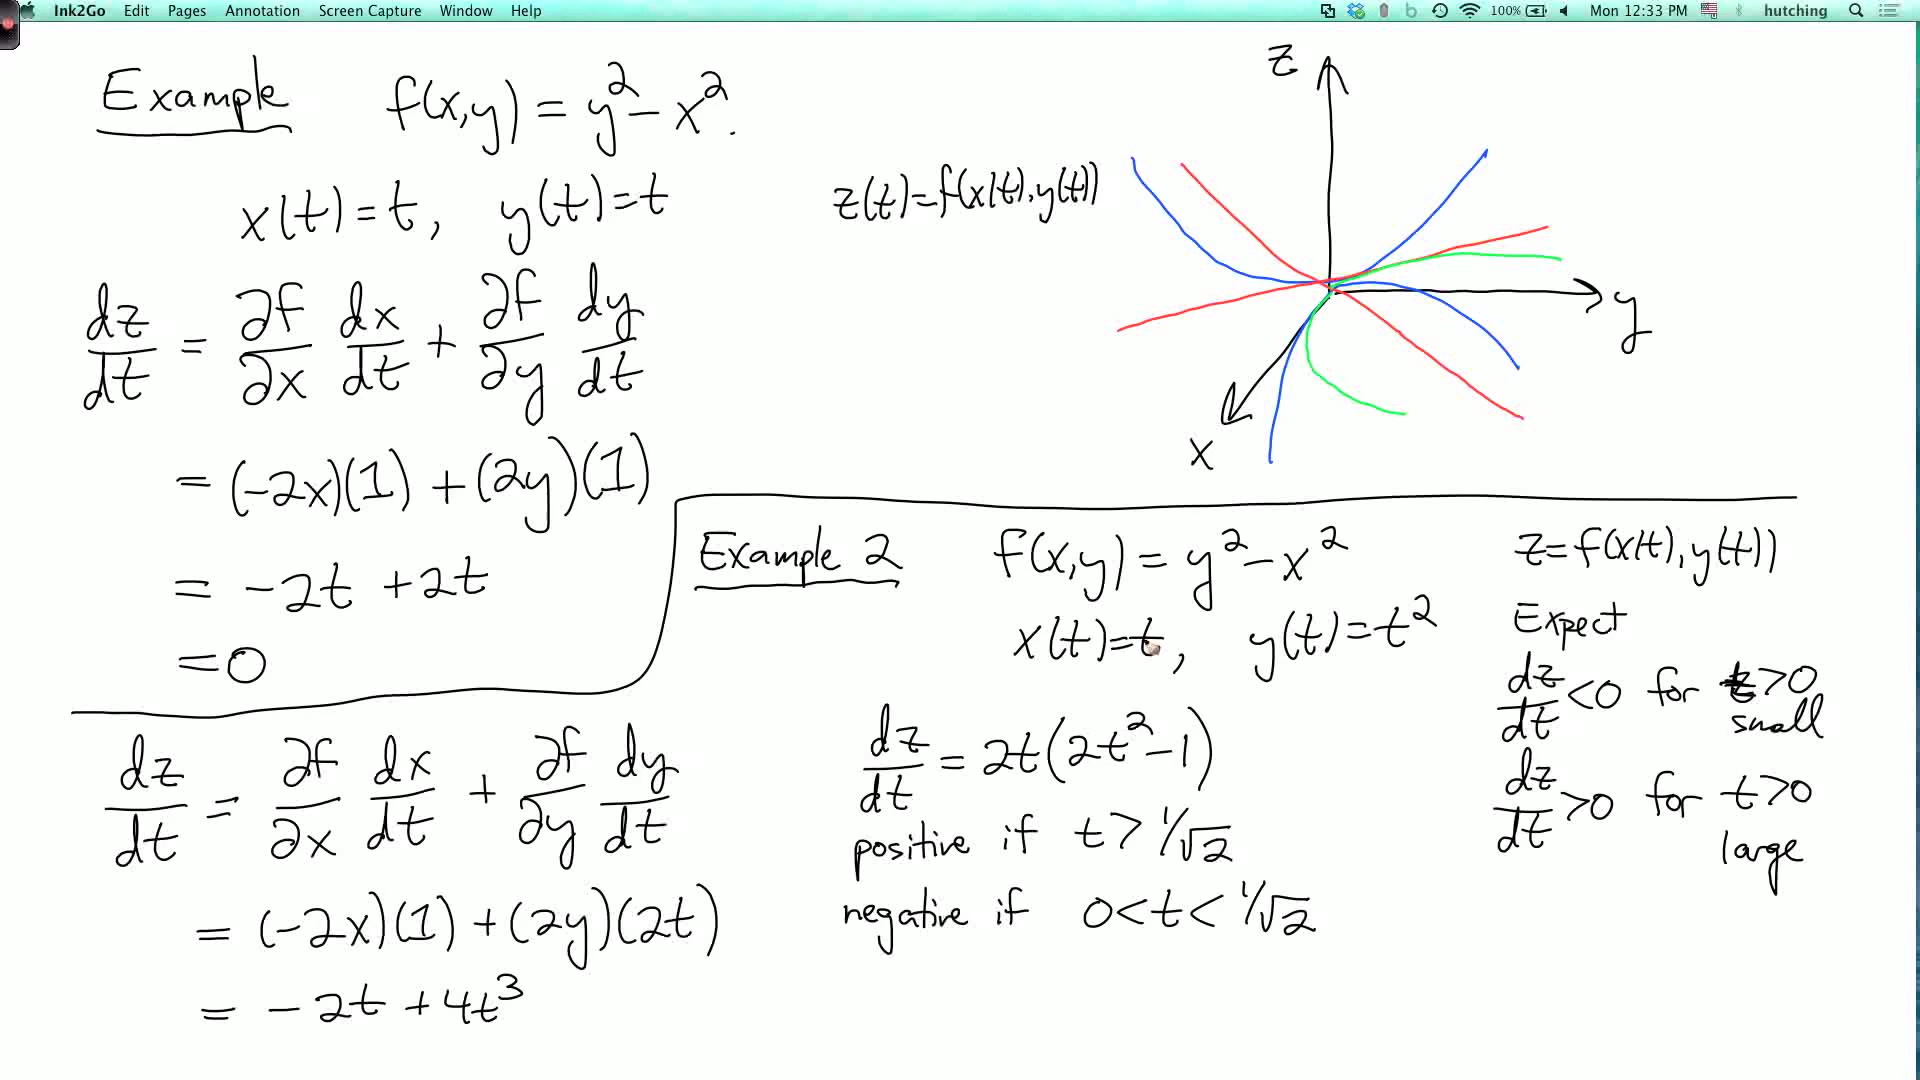 Ink2Go Edit Pages Annotation Screen Capture Window Help 100% Mon 12:33 PM hutching
Example f(x,y) = y² − x².
x(t) = t, y(t) = t
dz/dt = ∂f/∂x dx/dt + ∂f/∂y dy/dt
= (−2x)(1) + (2y)(1)
= −2t + 2t
= 0
z(t) = f(x(t), y(t))
z
y
x
Example 2 f(x,y) = y² − x²
x(t) = t, y(t) = t²
dz/dt = ∂f/∂x dx/dt + ∂f/∂y dy/dt
= (−2x)(1) + (2y)(2t)
= −2t + 4t³
dz/dt = 2t(2t² − 1)
positive if t > 1/√2
negative if 0 < t < 1/√2
z = f(x(t), y(t))
Expect
dz/dt < 0 for t > 0
small
dz/dt > 0 for t > 0
large